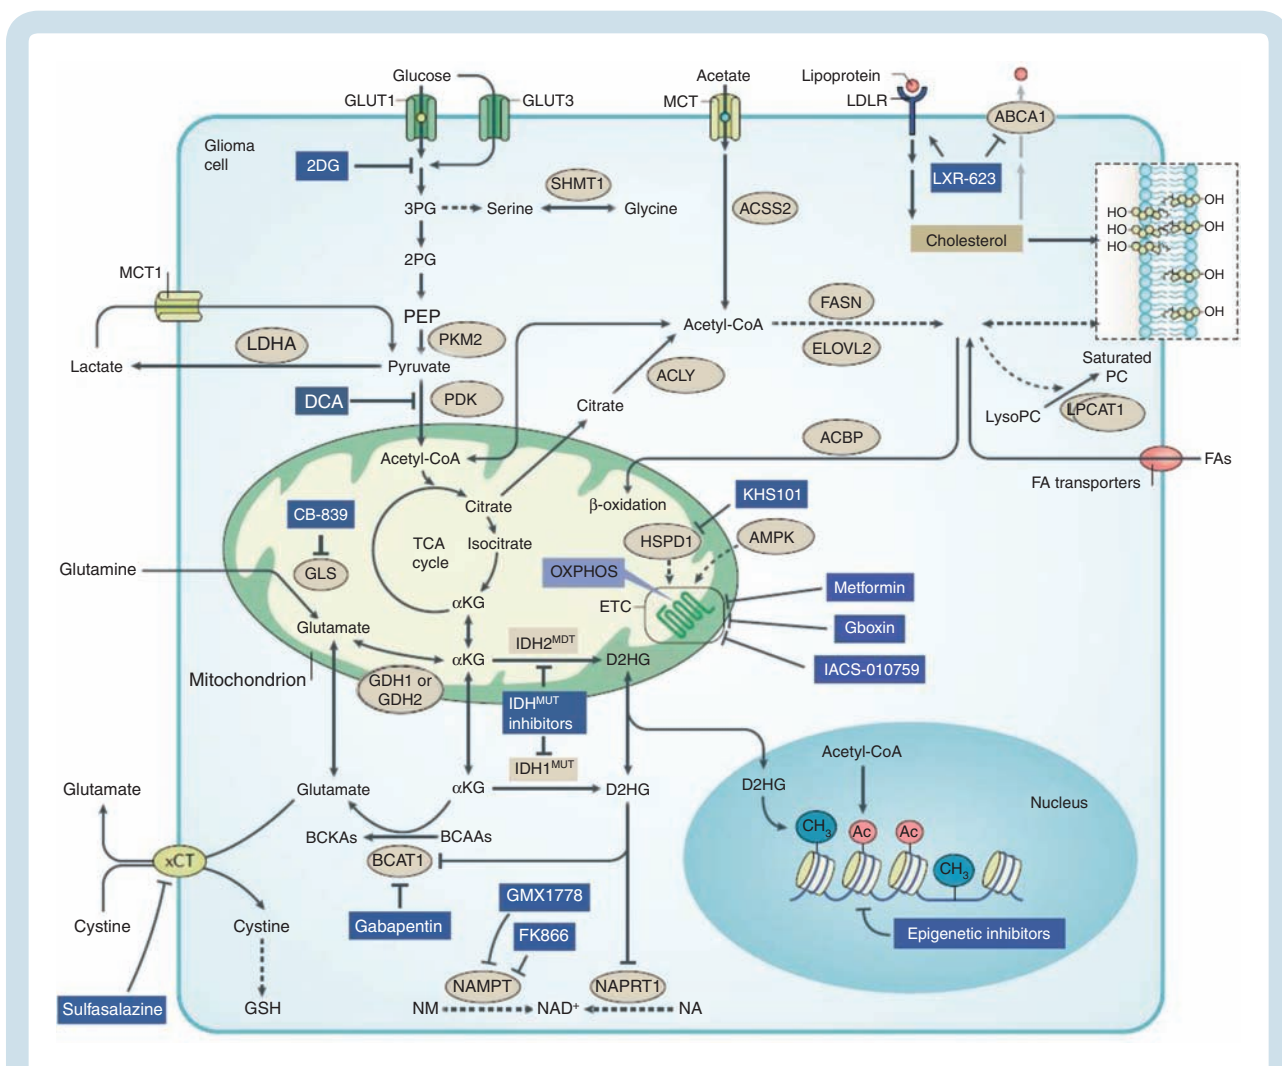 Glucose
GLUT1
GLUT3
Acetate
MCT
Lipoprotein
LDLR
ABCA1
Glioma
cell
2DG
LXR-623
SHMT1
3PG
Serine
Glycine
ACSS2
Cholesterol
HO
HO
HO
OH
OH
OH
OH
2PG
MCT1
PEP
PKM2
LDHA
Lactate
Pyruvate
Acetyl-CoA
FASN
ELOVL2
Saturated
PC
LysoPC
LPCAT1
ACLY
Citrate
DCA
PDK
ACBP
FAs
FA transporters
Acetyl-CoA
Citrate
β-oxidation
KHS101
CB-839
TCA
cycle
Isocitrate
HSPD1
AMPK
Glutamine
GLS
OXPHOS
Metformin
αKG
ETC
Gboxin
Glutamate
IDH2MDT
αKG
D2HG
IACS-010759
Mitochondrion
GDH1 or
GDH2
IDHMUT
inhibitors
IDH1MUT
Acetyl-CoA
D2HG
Nucleus
Glutamate
Glutamate
αKG
D2HG
CH3
Ac
Ac
CH3
BCKAs
BCAAs
BCAT1
xCT
Cystine
Cystine
Gabapentin
GMX1778
FK866
Epigenetic inhibitors
NAMPT
NAPRT1
Sulfasalazine
GSH
NM
NAD+
NA